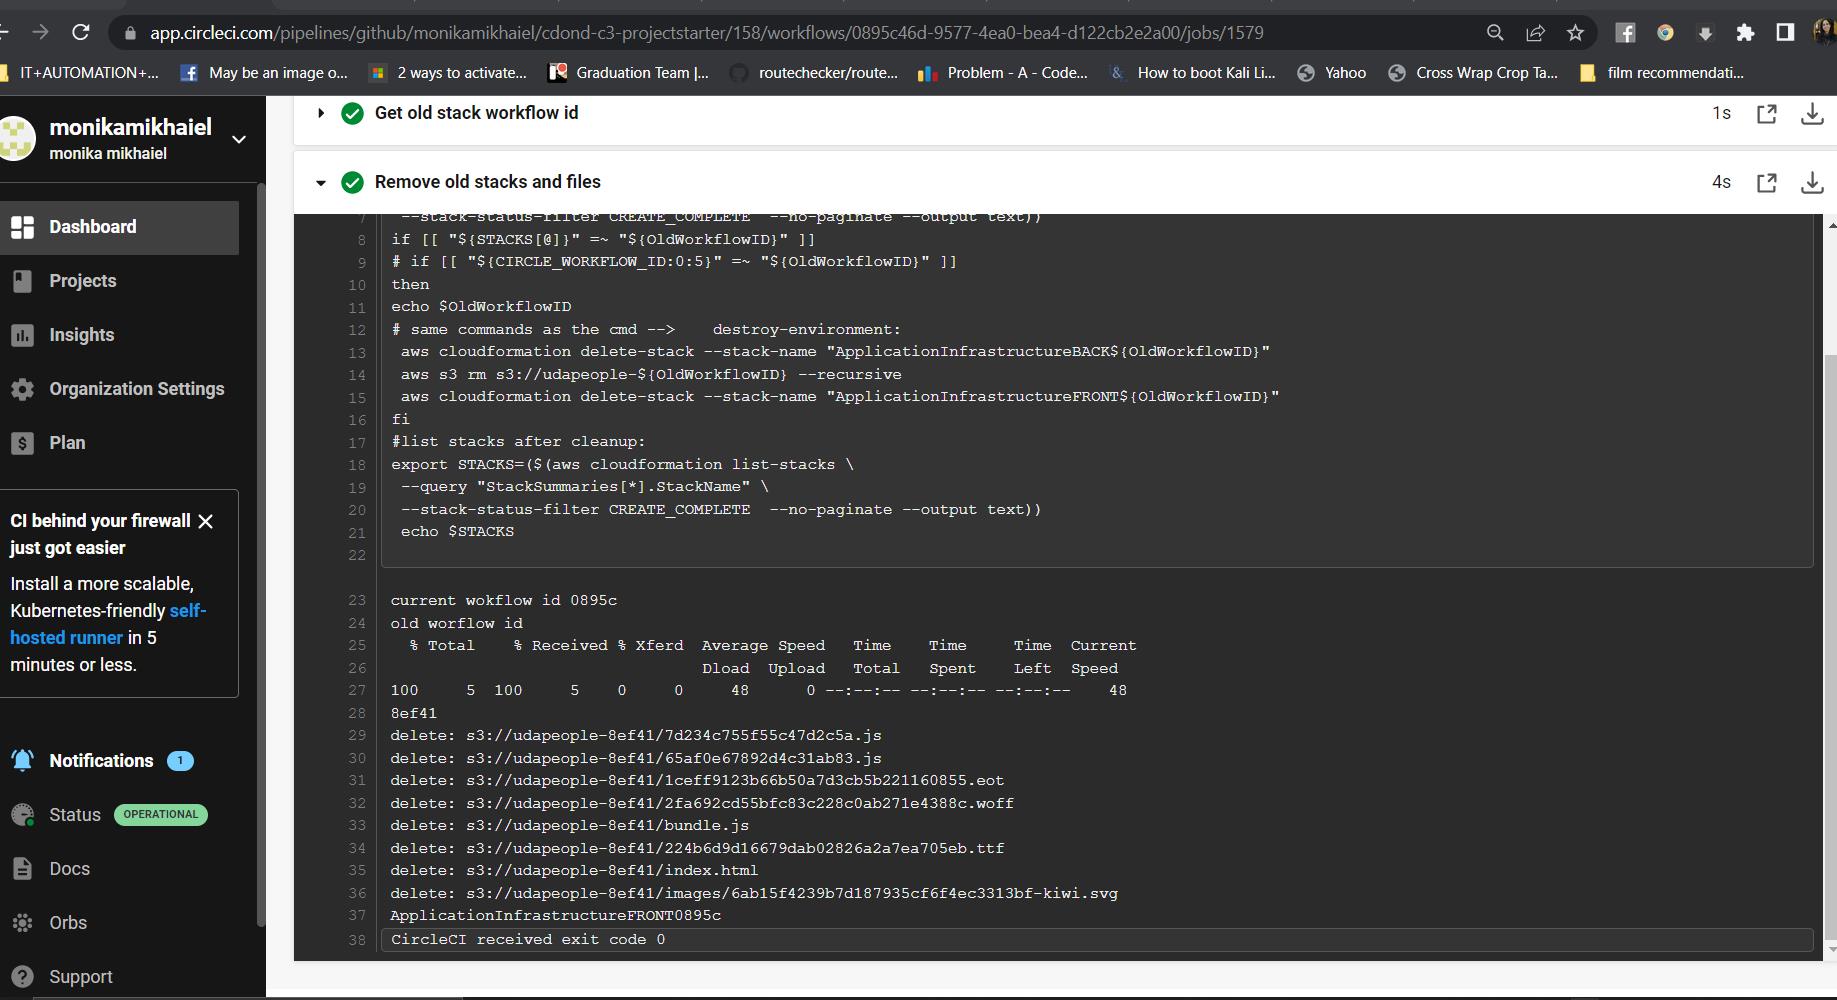 app.circleci.com/pipelines/github/monikamikhaiel/cdond-c3-projectstarter/158/workflows/0895c46d-9577-4ea0-bea4-d122cb2e2a00/jobs/1579
IT+AUTOMATION+... May be an image o... 2 ways to activate... Graduation Team |... routechecker/route... Problem - A - Code... How to boot Kali Li... Yahoo Cross Wrap Crop Ta... film recommendati...
monikamikhaiel
monika mikhaiel
Dashboard
Projects
Insights
Organization Settings
Plan
CI behind your firewall
just got easier
Install a more scalable,
Kubernetes-friendly self-
hosted runner in 5
minutes or less.
Notifications 1
Status OPERATIONAL
Docs
Orbs
Support
Get old stack workflow id 1s
Remove old stacks and files 4s
7 --stack-status-filter CREATE_COMPLETE --no-paginate --output text))
8 if [[ "${STACKS[@]}" =~ "${OldWorkflowID}" ]]
9 # if [[ "${CIRCLE_WORKFLOW_ID:0:5}" =~ "${OldWorkflowID}" ]]
10 then
11 echo $OldWorkflowID
12 # same commands as the cmd --> destroy-environment:
13 aws cloudformation delete-stack --stack-name "ApplicationInfrastructureBACK${OldWorkflowID}"
14 aws s3 rm s3://udapeople-${OldWorkflowID} --recursive
15 aws cloudformation delete-stack --stack-name "ApplicationInfrastructureFRONT${OldWorkflowID}"
16 fi
17 #list stacks after cleanup:
18 export STACKS=($(aws cloudformation list-stacks \
19 --query "StackSummaries[*].StackName" \
20 --stack-status-filter CREATE_COMPLETE --no-paginate --output text))
21 echo $STACKS
22
23 current wokflow id 0895c
24 old worflow id
25 % Total % Received % Xferd Average Speed Time Time Time Current
26 Dload Upload Total Spent Left Speed
27 100 5 100 5 0 0 48 0 --:--:-- --:--:-- --:--:-- 48
28 8ef41
29 delete: s3://udapeople-8ef41/7d234c755f55c47d2c5a.js
30 delete: s3://udapeople-8ef41/65af0e67892d4c31ab83.js
31 delete: s3://udapeople-8ef41/1ceff9123b66b50a7d3cb5b221160855.eot
32 delete: s3://udapeople-8ef41/2fa692cd55bfc83c228c0ab271e4388c.woff
33 delete: s3://udapeople-8ef41/bundle.js
34 delete: s3://udapeople-8ef41/224b6d9d16679dab02826a2a7ea705eb.ttf
35 delete: s3://udapeople-8ef41/index.html
36 delete: s3://udapeople-8ef41/images/6ab15f4239b7d187935cf6f4ec3313bf-kiwi.svg
37 ApplicationInfrastructureFRONT0895c
38 CircleCI received exit code 0